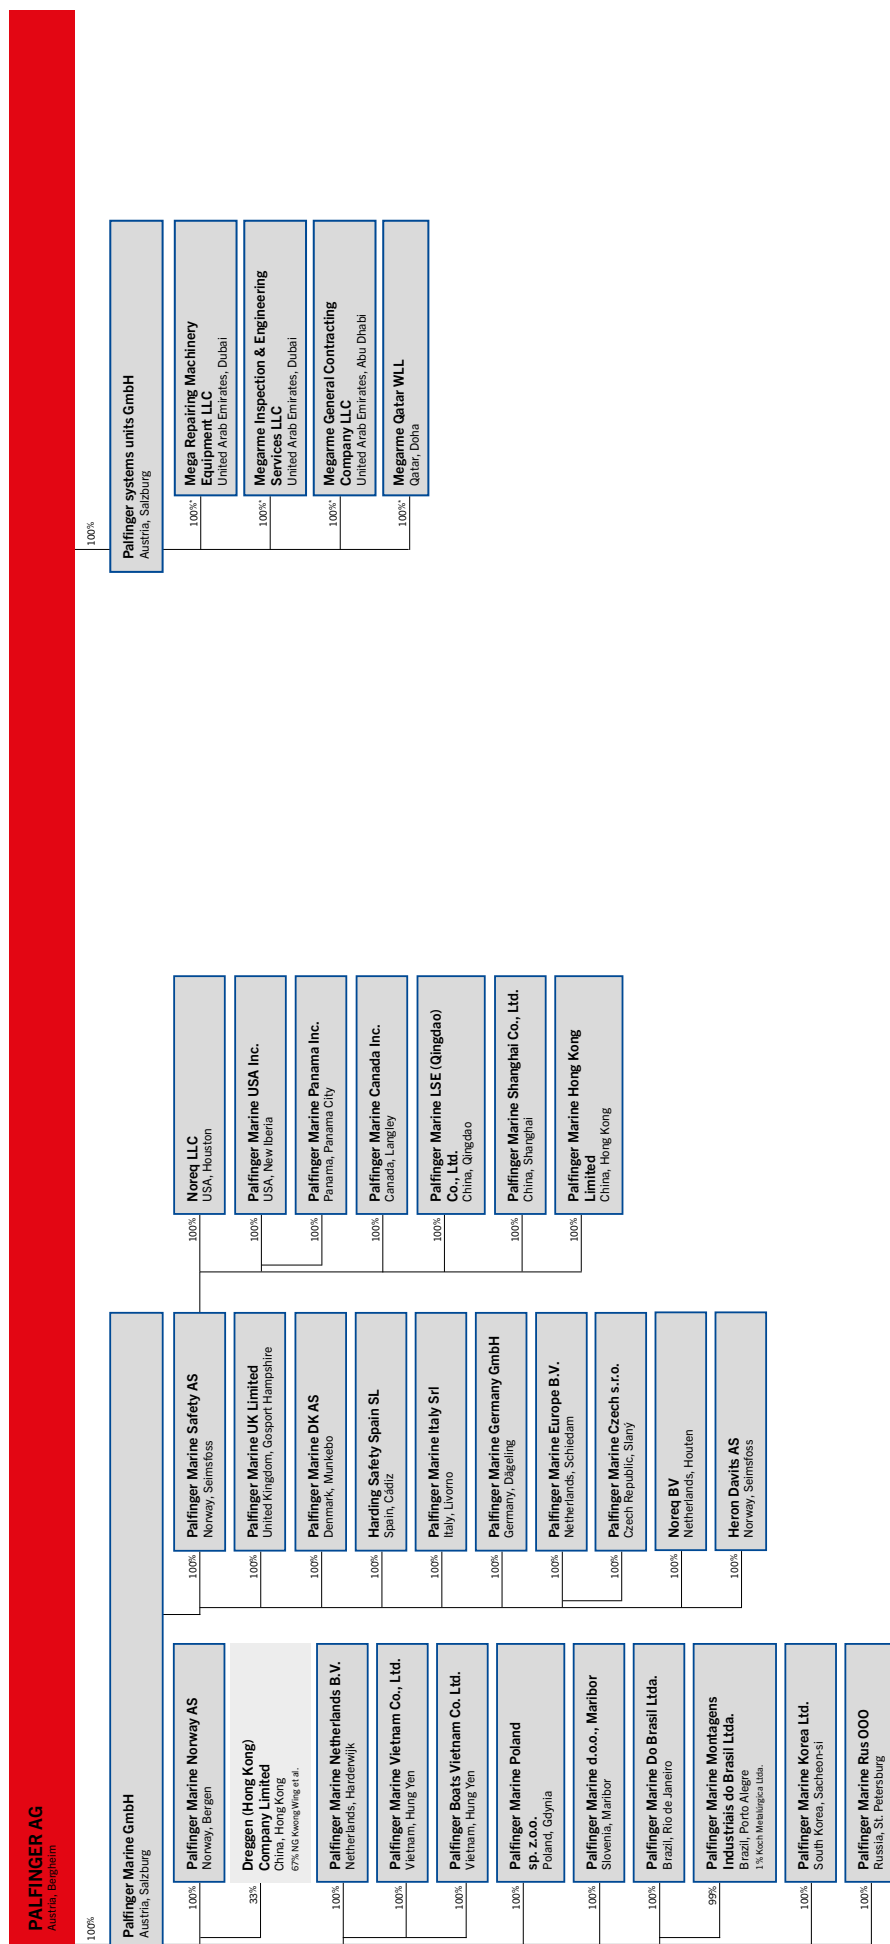 PALFINGER AG
Austria, Bergheim
100%
Palfinger Marine GmbH
Austria, Salzburg
100%
Palfinger Marine Norway AS
Norway, Bergen
33%
Dreggen (Hong Kong)
Company Limited
China, Hong Kong
67% NG Kwong Wing et al.
100%
Palfinger Marine Netherlands B.V.
Netherlands, Harderwijk
100%
Palfinger Marine Vietnam Co., Ltd.
Vietnam, Hung Yen
100%
Palfinger Boats Vietnam Co. Ltd.
Vietnam, Hung Yen
100%
Palfinger Marine Poland
sp. z.o.o.
Poland, Gdynia
100%
Palfinger Marine d.o.o., Maribor
Slovenia, Maribor
100%
Palfinger Marine Do Brasil Ltda.
Brazil, Rio de Janeiro
99%
Palfinger Marine Montagens
Industriais do Brasil Ltda.
Brazil, Porto Alegre
1% Koch Metalúrgica Ltda.
100%
Palfinger Marine Korea Ltd.
South Korea, Sacheon-si
100%
Palfinger Marine Rus OOO
Russia, St. Petersburg
100%
Palfinger Marine Safety AS
Norway, Seimsfoss
100%
Palfinger Marine UK Limited
United Kingdom, Gosport Hampshire
100%
Palfinger Marine DK AS
Denmark, Munkebo
100%
Harding Safety Spain SL
Spain, Cádiz
100%
Palfinger Marine Italy Srl
Italy, Livorno
100%
Palfinger Marine Germany GmbH
Germany, Dägeling
100%
Palfinger Marine Europe B.V.
Netherlands, Schiedam
100%
Palfinger Marine Czech s.r.o.
Czech Republic, Slaný
100%
Noreq BV
Netherlands, Houten
100%
Heron Davits AS
Norway, Seimsfoss
100%
Noreq LLC
USA, Houston
100%
Palfinger Marine USA Inc.
USA, New Iberia
100%
Palfinger Marine Panama Inc.
Panama, Panama City
100%
Palfinger Marine Canada Inc.
Canada, Langley
100%
Palfinger Marine LSE (Qingdao)
Co., Ltd.
China, Qingdao
100%
Palfinger Marine Shanghai Co., Ltd.
China, Shanghai
100%
Palfinger Marine Hong Kong
Limited
China, Hong Kong
100%
Palfinger systems units GmbH
Austria, Salzburg
100%*
Mega Repairing Machinery
Equipment LLC
United Arab Emirates, Dubai
100%*
Megarme Inspection & Engineering
Services LLC
United Arab Emirates, Dubai
100%*
Megarme General Contracting
Company LLC
United Arab Emirates, Abu Dhabi
100%*
Megarme Qatar WLL
Qatar, Doha